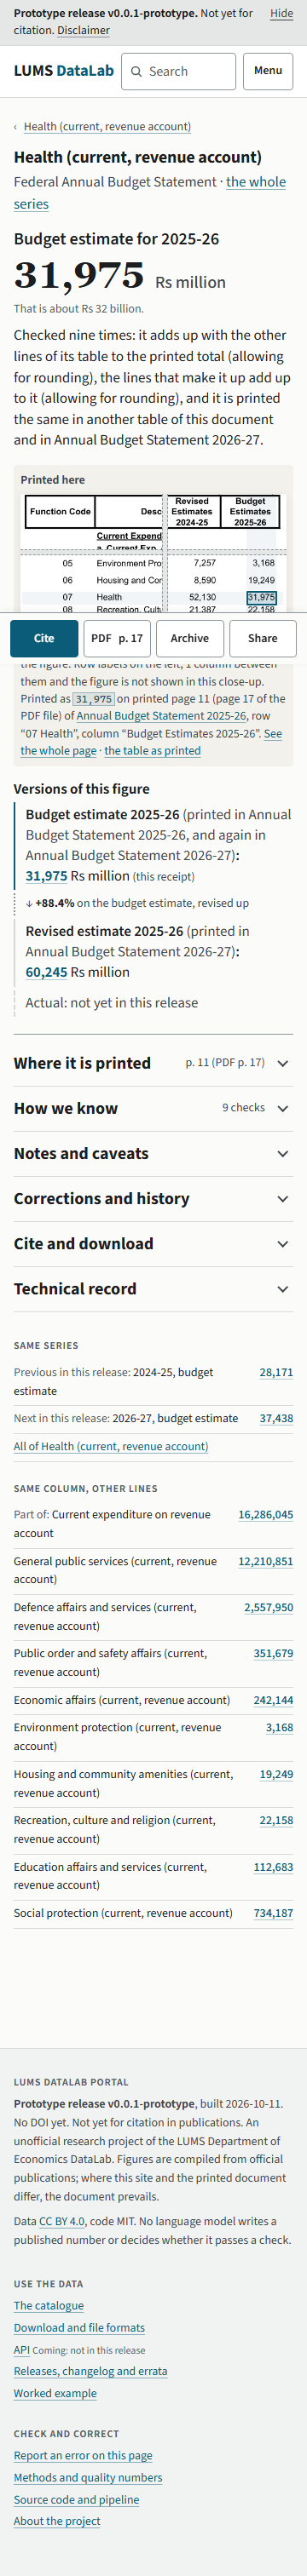 Prototype release v0.0.1-prototype. Not yet for citation. Disclaimer
Hide
LUMS DataLab
Search
Menu
‹ Health (current, revenue account)
Health (current, revenue account)
Federal Annual Budget Statement · the whole series
Budget estimate for 2025-26
31,975 Rs million
That is about Rs 32 billion.
Checked nine times: it adds up with the other
lines of its table to the printed total (allowing
for rounding), the lines that make it up add up
to it (allowing for rounding), and it is printed
the same in another table of this document
and in Annual Budget Statement 2026-27.
Printed here
Function Code
Desc
Revised Estimates 2024-25
Budget Estimates 2025-26
Current Expend
a. Current Exp
05 Environment Pro 7,257 3,168
06 Housing and Cor 8,590 19,249
07 Health 52,130 31,975
08 Recreation, Cult 21,387 22,158
Cite
PDF p. 17
Archive
Share
the figure. Row labels on the left, 1 column between
them and the figure is not shown in this close-up.
Printed as 31,975 on printed page 11 (page 17 of the
PDF file) of Annual Budget Statement 2025-26, row
“07 Health”, column “Budget Estimates 2025-26”. See
the whole page · the table as printed
Versions of this figure
Budget estimate 2025-26 (printed in Annual
Budget Statement 2025-26, and again in
Annual Budget Statement 2026-27):
31,975 Rs million (this receipt)
↓ +88.4% on the budget estimate, revised up
Revised estimate 2025-26 (printed in
Annual Budget Statement 2026-27):
60,245 Rs million
Actual: not yet in this release
Where it is printed p. 11 (PDF p. 17)
How we know 9 checks
Notes and caveats
Corrections and history
Cite and download
Technical record
SAME SERIES
Previous in this release: 2024-25, budget estimate 28,171
Next in this release: 2026-27, budget estimate 37,438
All of Health (current, revenue account)
SAME COLUMN, OTHER LINES
Part of: Current expenditure on revenue account 16,286,045
General public services (current, revenue account) 12,210,851
Defence affairs and services (current, revenue account) 2,557,950
Public order and safety affairs (current, revenue account) 351,679
Economic affairs (current, revenue account) 242,144
Environment protection (current, revenue account) 3,168
Housing and community amenities (current, revenue account) 19,249
Recreation, culture and religion (current, revenue account) 22,158
Education affairs and services (current, revenue account) 112,683
Social protection (current, revenue account) 734,187
LUMS DATALAB PORTAL
Prototype release v0.0.1-prototype, built 2026-10-11.
No DOI yet. Not yet for citation in publications. An
unofficial research project of the LUMS Department of
Economics DataLab. Figures are compiled from official
publications; where this site and the printed document
differ, the document prevails.
Data CC BY 4.0, code MIT. No language model writes a
published number or decides whether it passes a check.
USE THE DATA
The catalogue
Download and file formats
API Coming: not in this release
Releases, changelog and errata
Worked example
CHECK AND CORRECT
Report an error on this page
Methods and quality numbers
Source code and pipeline
About the project